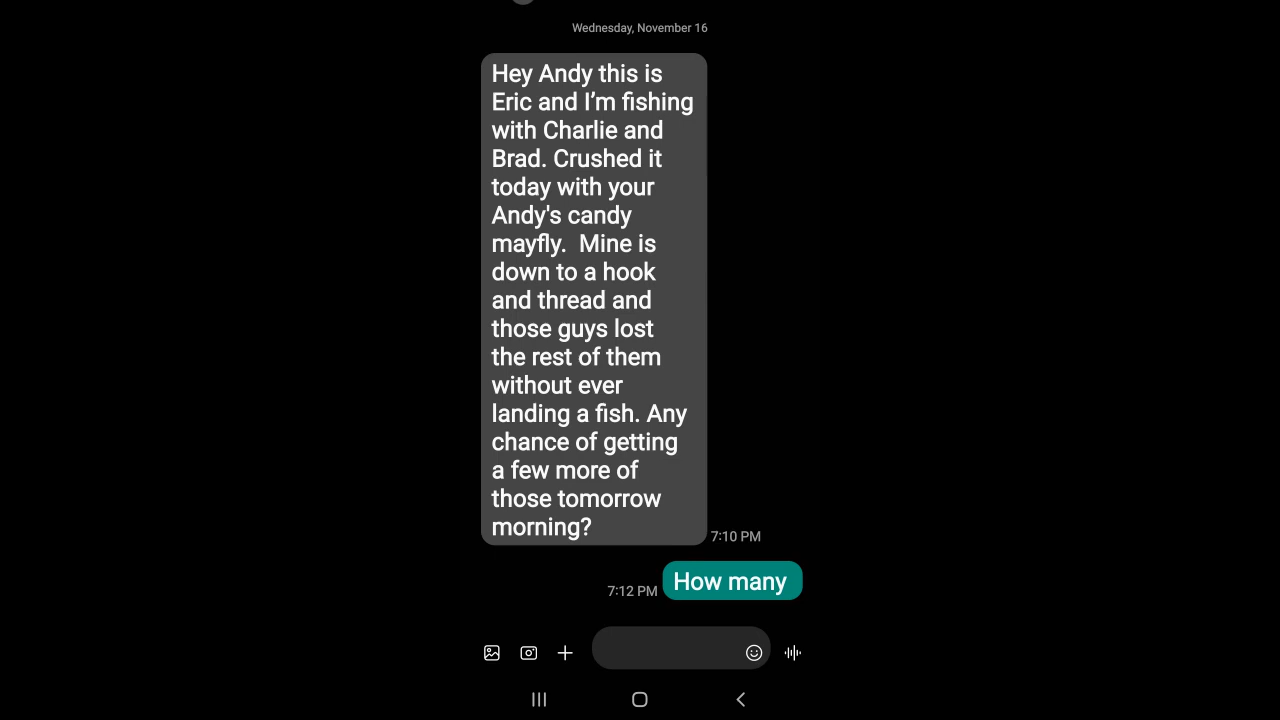 Wednesday, November 16
Hey Andy this is
Eric and I’m fishing
with Charlie and
Brad. Crushed it
today with your
Andy's candy
mayfly.  Mine is
down to a hook
and thread and
those guys lost
the rest of them
without ever
landing a fish. Any
chance of getting
a few more of
those tomorrow
morning?
7:10 PM
7:12 PM How many